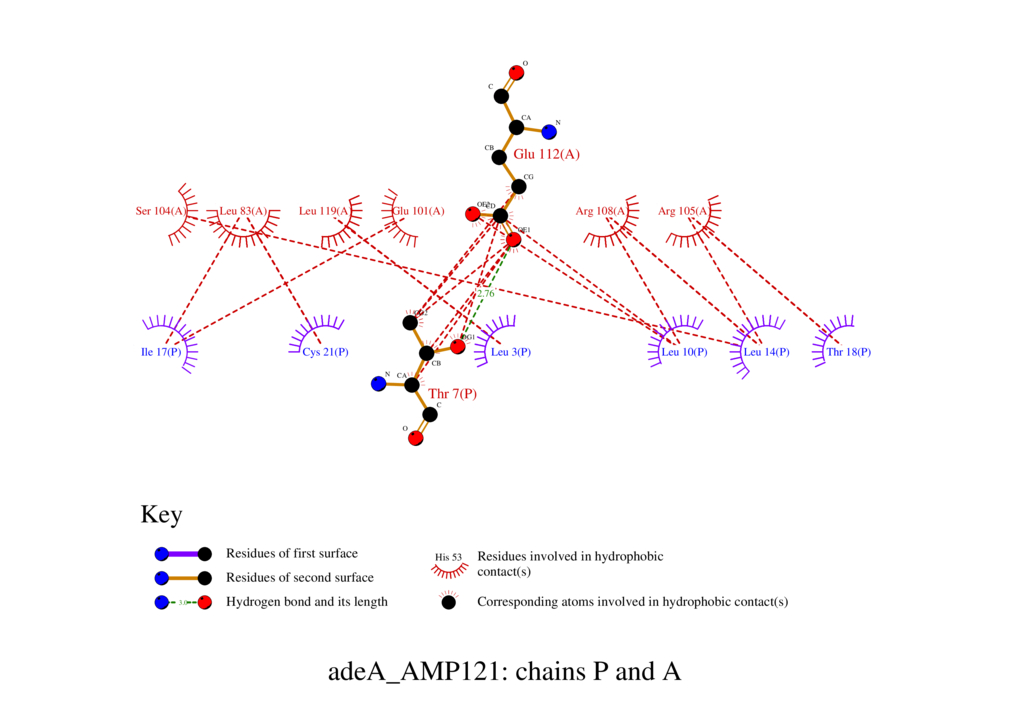 O
C
CA
N
CB
Glu 112(A)
CG
Ser 104(A) Leu 83(A) Leu 119(A) Glu 101(A) OE2 CD Arg 108(A) Arg 105(A)
OE1
2.76
OG1
Ile 17(P) Cys 21(P) CB Leu 3(P) Leu 10(P) Leu 14(P) Thr 18(P)
N CA
Thr 7(P)
C
O
Key
Residues of first surface
Residues of second surface
3.0 Hydrogen bond and its length
His 53 Residues involved in hydrophobic
contact(s)
Corresponding atoms involved in hydrophobic contact(s)
adeA_AMP121: chains P and A